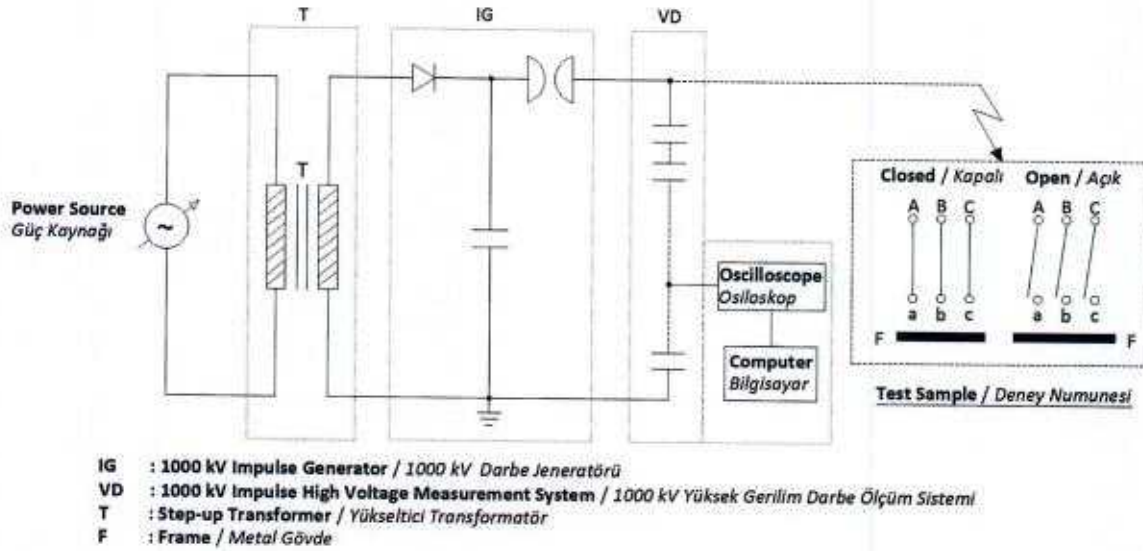 T
IG
VD
T
Power Source
Güç Kaynağı
~
Oscilloscope
Osiloskop
Computer
Bilgisayar
Closed / Kapalı Open / Açık
A B C A B C
a b c a b c
F F
Test Sample / Deney Numunesi
IG : 1000 kV Impulse Generator / 1000 kV Darbe Jeneratörü
VD : 1000 kV Impulse High Voltage Measurement System / 1000 kV Yüksek Gerilim Darbe Ölçüm Sistemi
T : Step-up Transformer / Yükseltici Transformatör
F : Frame / Metal Gövde